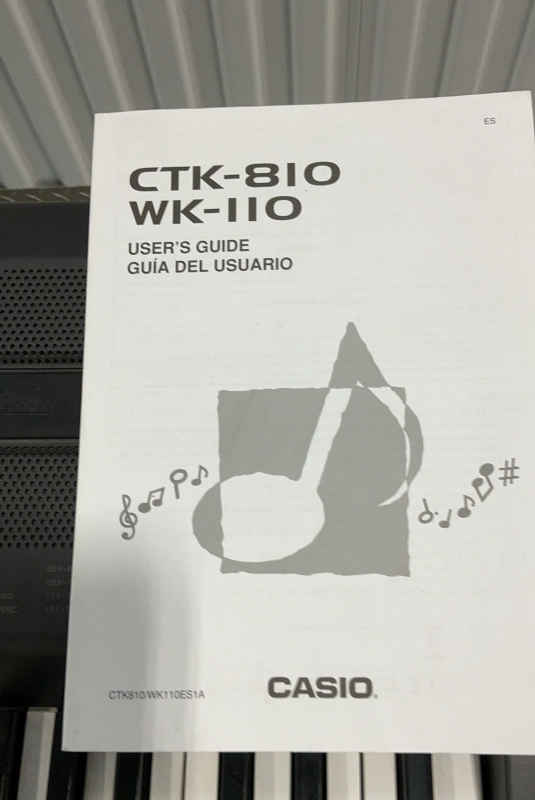 ES
CTK-810
WK-110
USER'S GUIDE
GUÍA DEL USUARIO
CTK810/WK110ES1A
CASIO®